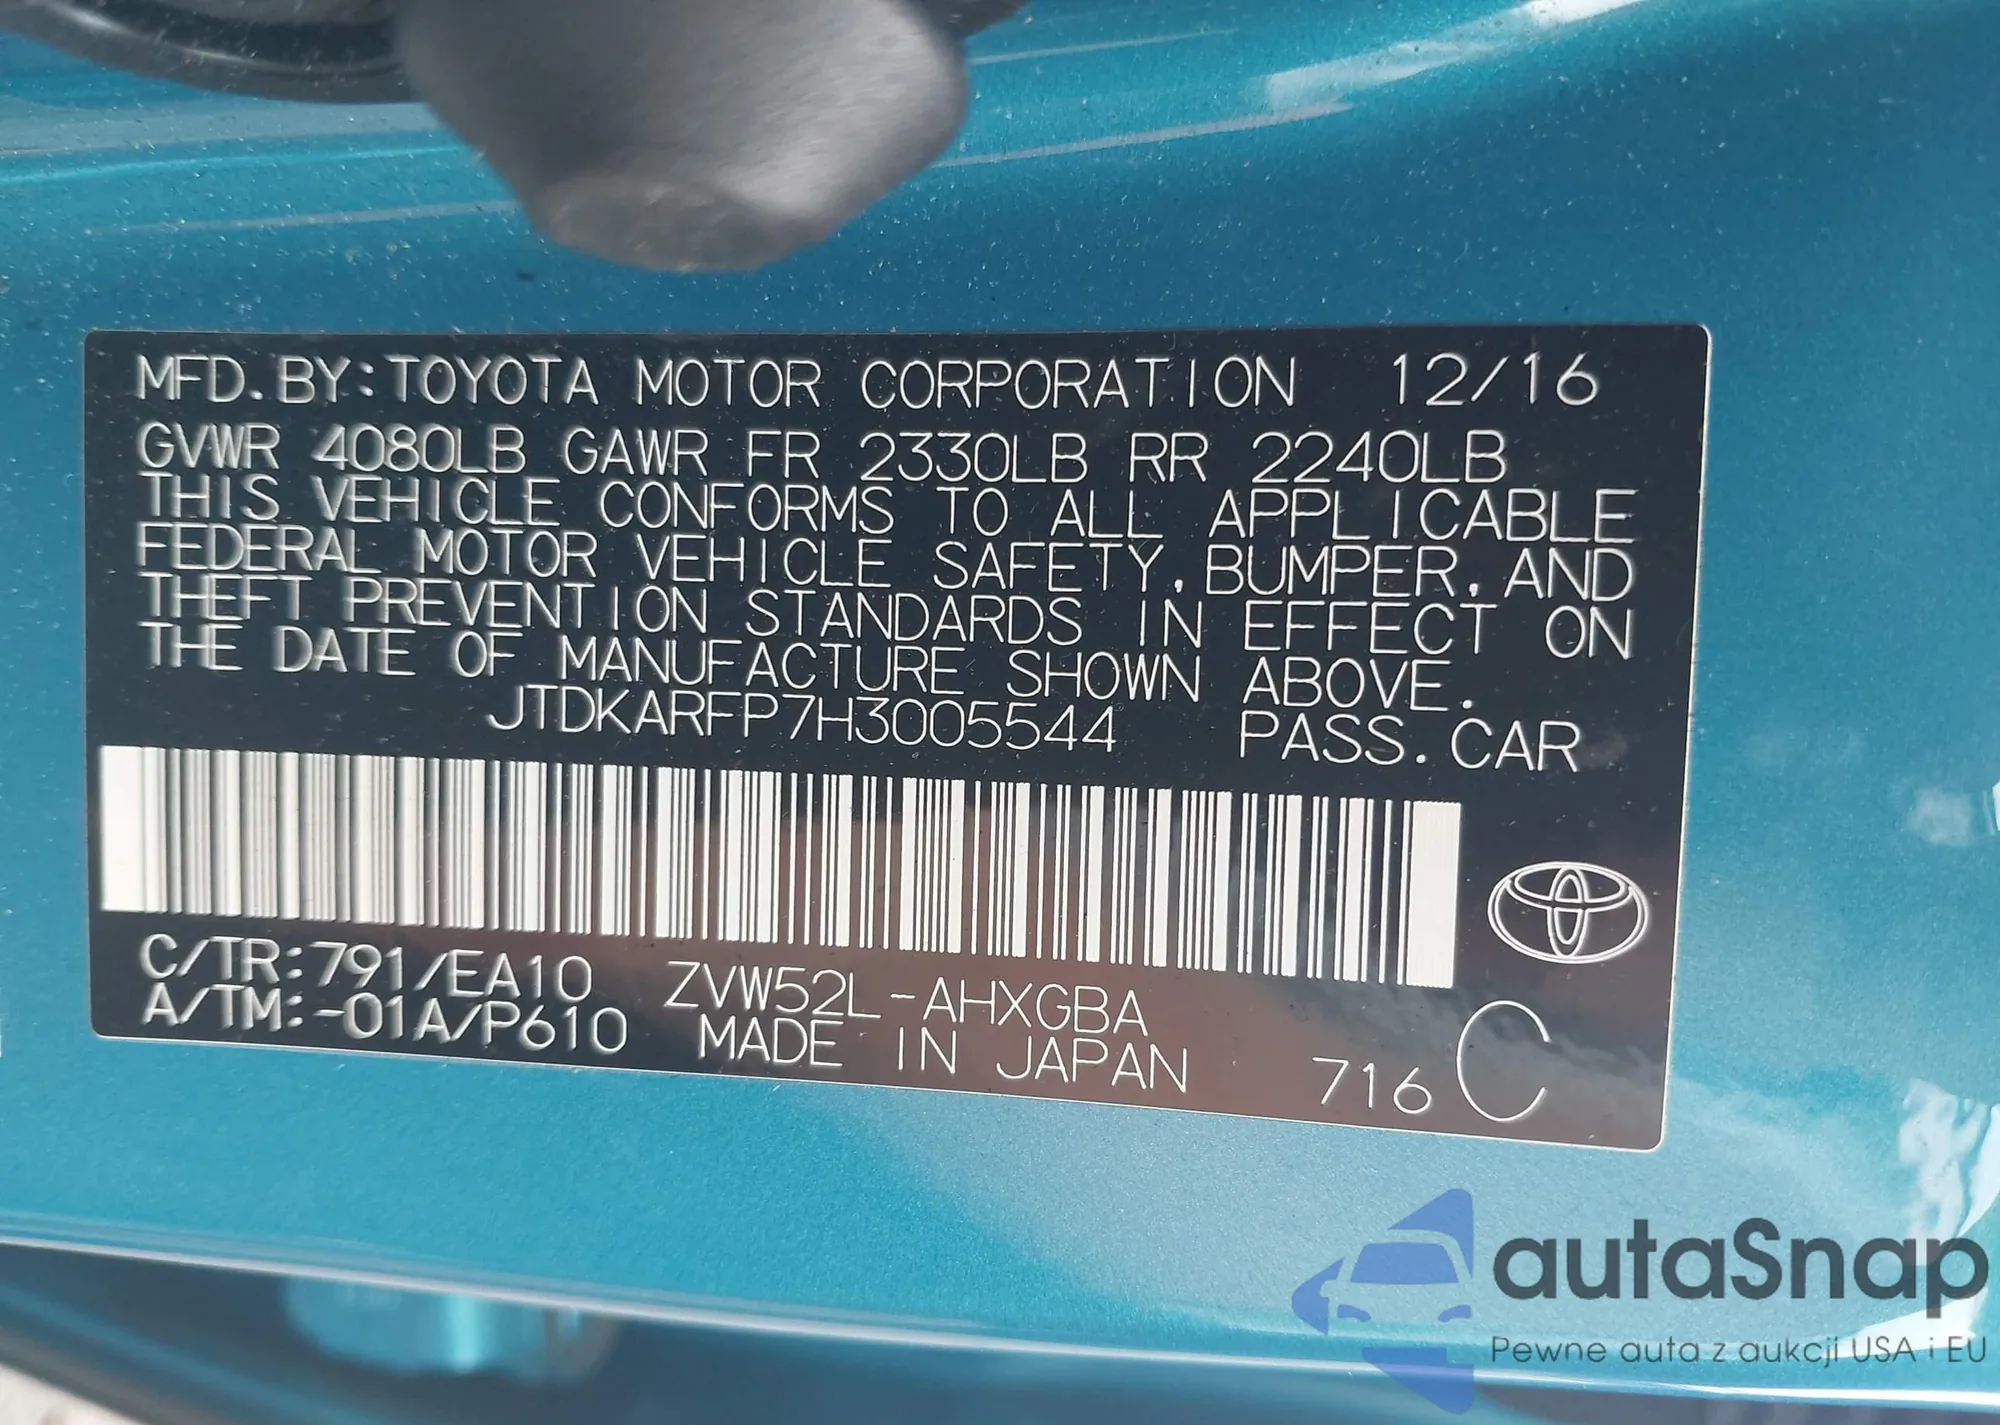 MFD. BY: TOYOTA MOTOR CORPORATION 12/16
GVWR 4080LB GAWR FR 2330LB RR 2240LB
THIS VEHICLE CONFORMS TO ALL APPLICABLE
FEDERAL MOTOR VEHICLE SAFETY, BUMPER, AND
THEFT PREVENTION STANDARDS IN EFFECT ON
THE DATE OF MANUFACTURE SHOWN ABOVE.
JTDKARFP7H3005544 PASS. CAR
C/TR: 791/EA10 ZVW52L-AHXGBA
A/TM: -01A/P610 MADE IN JAPAN 716 C
autaSnap
Pewne auta z aukcji USA i EU